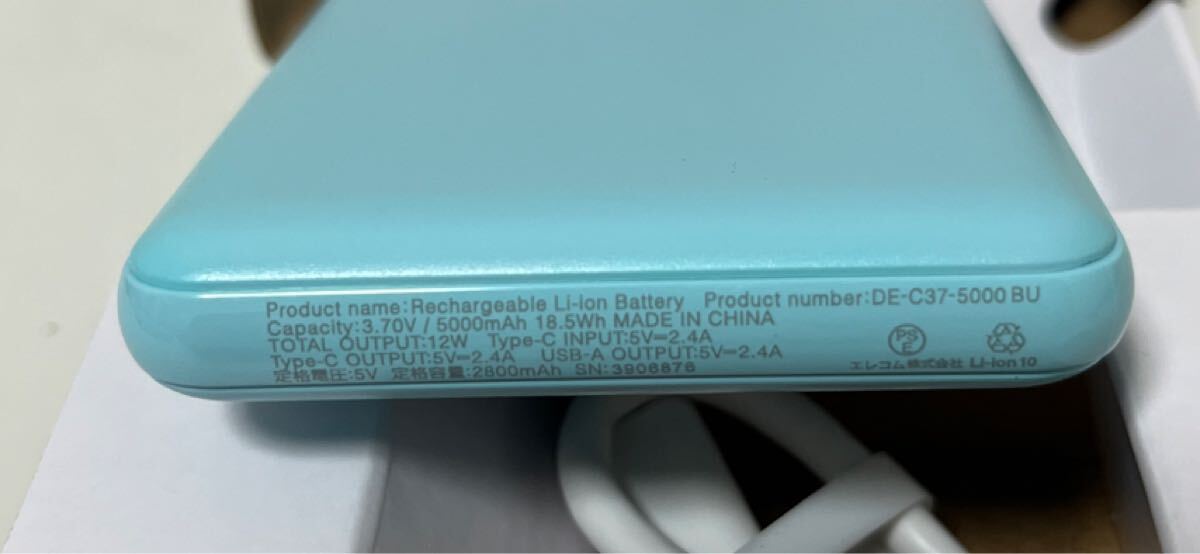 Product name:Rechargeable Li-ion Battery Product number:DE-C37-5000 BU
Capacity:3.70V / 5000mAh 18.5Wh MADE IN CHINA
TOTAL OUTPUT:12W Type-C INPUT:5V=2.4A
Type-C OUTPUT:5V=2.4A USB-A OUTPUT:5V=2.4A
定格電圧:5V 定格容量:2800mAh SN:3906876
PSE
エレコム株式会社 Li-ion 10